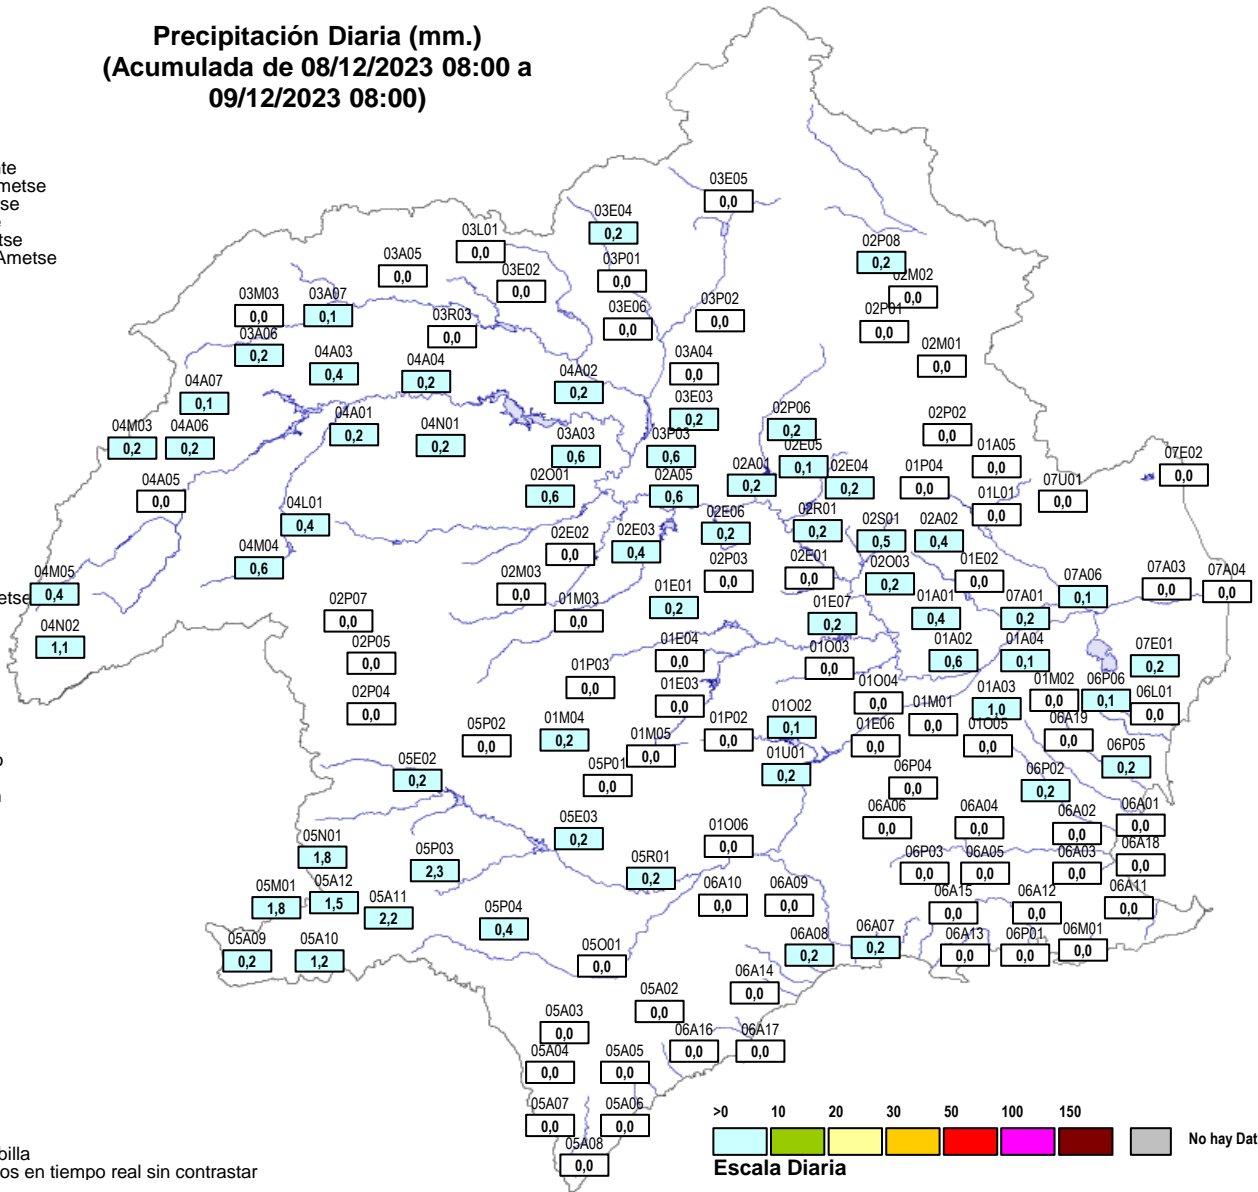 Precipitación Diaria (mm.)
(Acumulada de 08/12/2023 08:00 a
09/12/2023 08:00)
nte
metse
tse
e
tse
Ametse
03E05
0,0
03E04
0,2
03L01
0,0
03P01
0,0
02P08
0,2
03A05
0,0
03E02
0,0
02M02
0,0
03M03
0,0
03A07
0,1
03E06
0,0
03P02
0,0
02P01
0,0
03R03
0,0
03A06
0,2
02M01
0,0
04A03
0,4
04A04
0,2
04A02
0,2
03A04
0,0
04A07
0,1
03E03
0,2
04M03
0,2
04A06
0,2
04A01
0,2
04N01
0,2
03A03
0,6
03P03
0,6
02P06
0,2
02P02
0,0
02E05
0,1
01A05
0,0
07E02
0,0
04A05
0,0
02O01
0,6
02A05
0,6
02A01
0,2
02E04
0,2
01P04
0,0
07U01
0,0
01L01
0,0
04L01
0,4
02E06
0,2
02R01
0,2
02S01
0,5
02A02
0,4
02E02
0,0
02E03
0,4
04M04
0,6
02P03
0,0
02E01
0,0
02O03
0,2
01E02
0,0
04M05
0,4
etse
02M03
0,0
07A06
0,1
07A03
0,0
07A04
0,0
02P07
0,0
01M03
0,0
01E01
0,2
01E07
0,2
01A01
0,4
07A01
0,2
04N02
1,1
02P05
0,0
01E04
0,0
01O03
0,0
01A02
0,6
01A04
0,1
07E01
0,2
01P03
0,0
01E03
0,0
01O04
0,0
01A03
1,0
01M02
0,0
06P06
0,1
06L01
0,0
02P04
0,0
01M01
0,0
05P02
0,0
01M04
0,2
01P02
0,0
01O02
0,1
01E06
0,0
01O05
0,0
06A19
0,0
01M05
0,0
o
05E02
0,2
05P01
0,0
01U01
0,2
06P04
0,0
06P02
0,2
06P05
0,2
05E03
0,2
06A06
0,0
06A04
0,0
06A02
0,0
06A01
0,0
05N01
1,8
01O06
0,0
05P03
2,3
05R01
0,2
06P03
0,0
06A05
0,0
06A03
0,0
06A18
0,0
05M01
1,8
05A12
1,5
05A11
2,2
06A10
0,0
06A09
0,0
06A15
0,0
06A12
0,0
06A11
0,0
05P04
0,4
05A09
0,2
05A10
1,2
05O01
0,0
06A08
0,2
06A07
0,2
06A13
0,0
06P01
0,0
06M01
0,0
06A14
0,0
05A02
0,0
05A03
0,0
06A16
0,0
06A17
0,0
05A04
0,0
05A05
0,0
05A07
0,0
05A06
0,0
05A08
0,0
>0 10 20 30 50 100 150
No hay Dat
Escala Diaria
billa
os en tiempo real sin contrastar